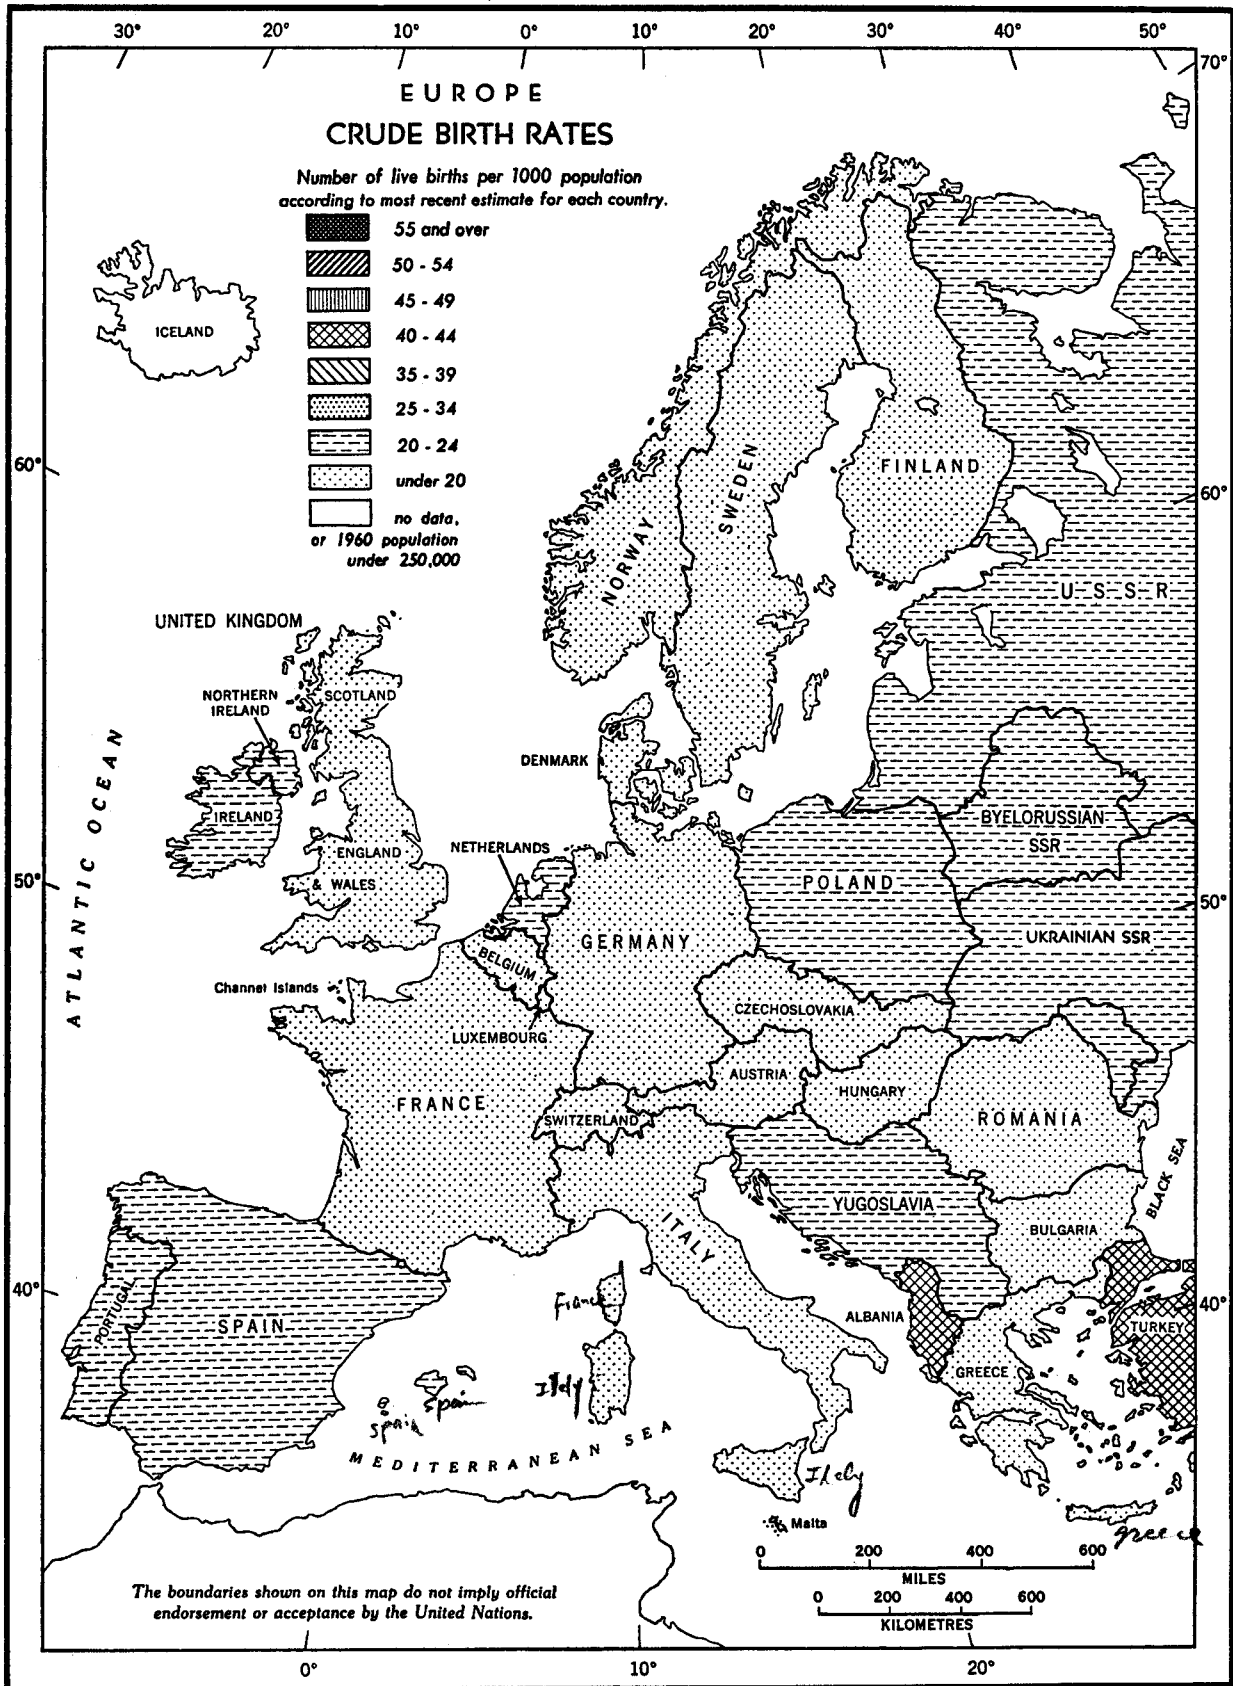 30° 20° 10° 0° 10° 20° 30° 40° 50°
70°
EUROPE
CRUDE BIRTH RATES
Number of live births per 1000 population
according to most recent estimate for each country.
55 and over
50 - 54
45 - 49
40 - 44
35 - 39
25 - 34
20 - 24
under 20
no data,
or 1960 population
under 250,000
ICELAND
60°
60°
FINLAND
SWEDEN
NORWAY
U-S-S-R
UNITED KINGDOM
SCOTLAND
NORTHERN
IRELAND
DENMARK
ATLANTIC OCEAN
IRELAND
ENGLAND
& WALES
NETHERLANDS
BYELORUSSIAN
SSR
50°
POLAND
50°
GERMANY
UKRAINIAN SSR
BELGIUM
Channel Islands
CZECHOSLOVAKIA
LUXEMBOURG
AUSTRIA
HUNGARY
FRANCE
SWITZERLAND
ROMANIA
BLACK SEA
YUGOSLAVIA
BULGARIA
ITALY
40°
40°
PORTUGAL
SPAIN
France
ALBANIA
TURKEY
GREECE
Itly
Spain
Spain
MEDITERRANEAN SEA
Itely
Malta
greece
0 200 400 600
MILES
0 200 400 600
KILOMETRES
The boundaries shown on this map do not imply official
endorsement or acceptance by the United Nations.
0° 10° 20°